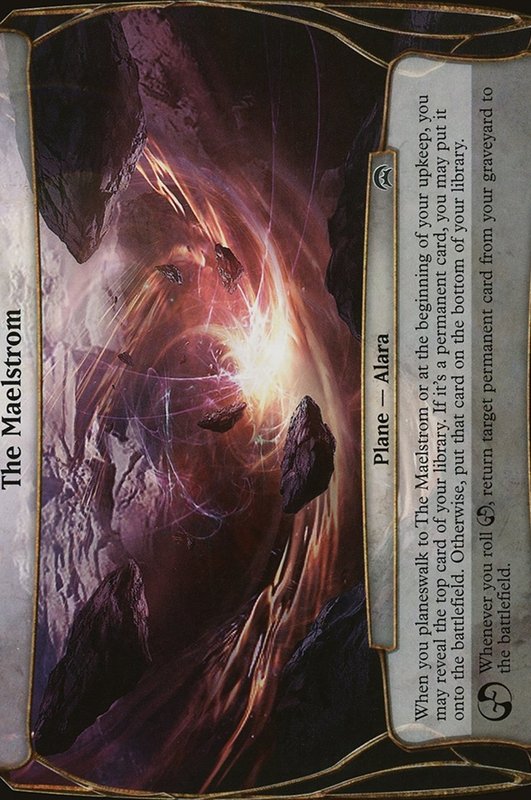 The Maelstrom
Plane — Alara
When you planeswalk to The Maelstrom or at the beginning of your upkeep, you
may reveal the top card of your library. If it's a permanent card, you may put it
onto the battlefield. Otherwise, put that card on the bottom of your library.
Whenever you roll , return target permanent card from your graveyard to
the battlefield.